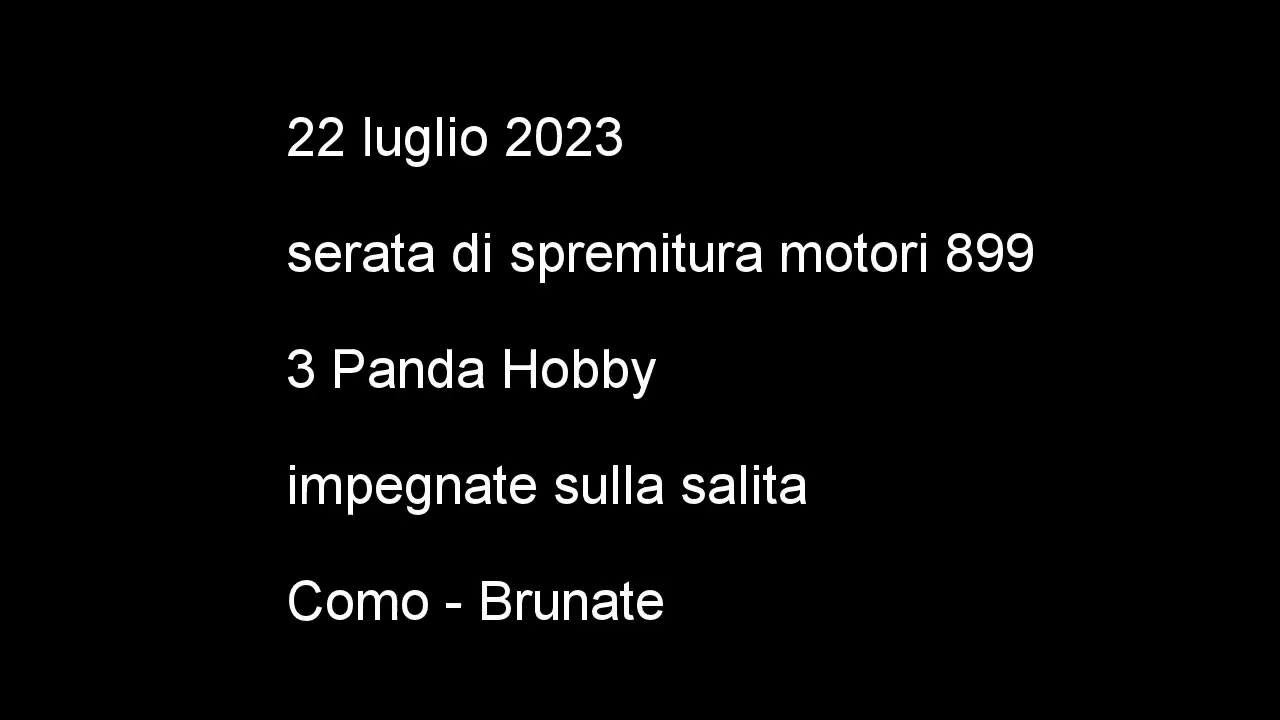 22 luglio 2023
serata di spremitura motori 899
3 Panda Hobby
impegnate sulla salita
Como - Brunate